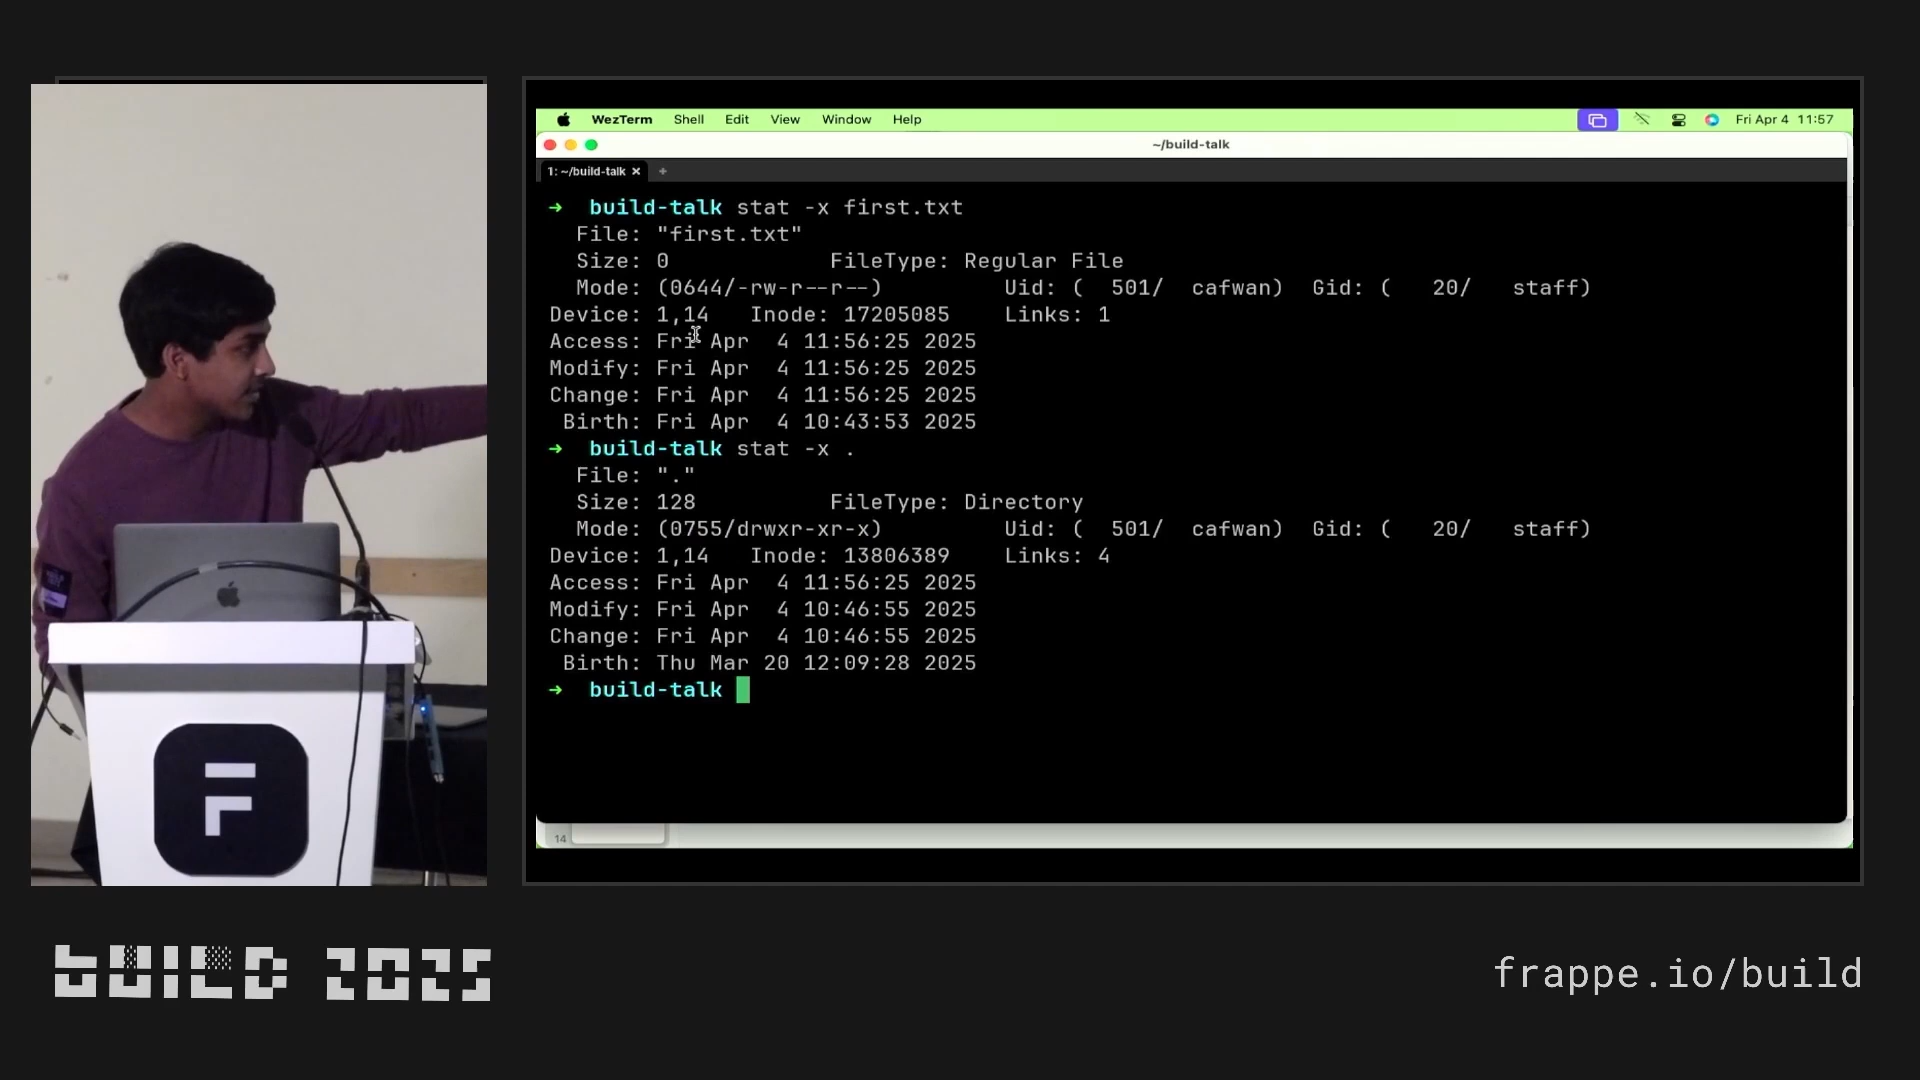 WezTerm Shell Edit View Window Help Fri Apr 4 11:57
~/build-talk
1: ~/build-talk × +
➜ build-talk stat -x first.txt
File: "first.txt"
Size: 0 FileType: Regular File
Mode: (0644/-rw-r--r--) Uid: ( 501/ cafwan) Gid: ( 20/ staff)
Device: 1,14 Inode: 17205085 Links: 1
Access: Fri Apr 4 11:56:25 2025
Modify: Fri Apr 4 11:56:25 2025
Change: Fri Apr 4 11:56:25 2025
Birth: Fri Apr 4 10:43:53 2025
➜ build-talk stat -x .
File: "."
Size: 128 FileType: Directory
Mode: (0755/drwxr-xr-x) Uid: ( 501/ cafwan) Gid: ( 20/ staff)
Device: 1,14 Inode: 13806389 Links: 4
Access: Fri Apr 4 11:56:25 2025
Modify: Fri Apr 4 10:46:55 2025
Change: Fri Apr 4 10:46:55 2025
Birth: Thu Mar 20 12:09:28 2025
➜ build-talk
14
F
BUILD 2025
frappe.io/build